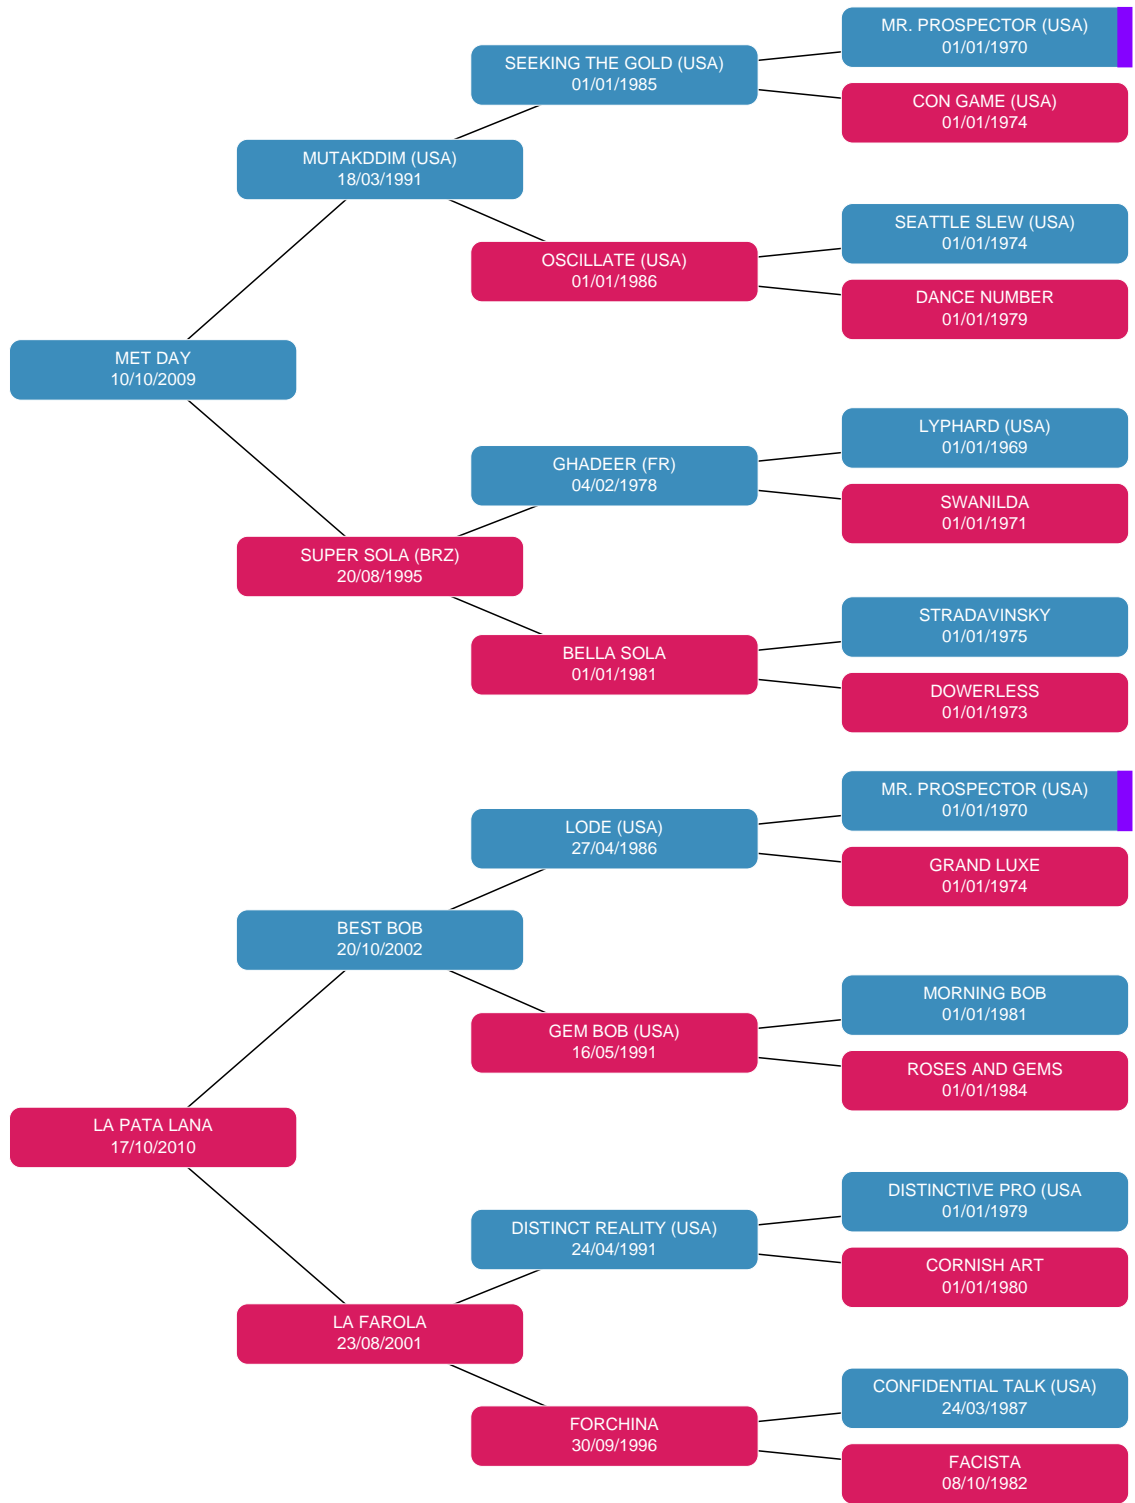 MR. PROSPECTOR (USA)
01/01/1970
SEEKING THE GOLD (USA)
01/01/1985
CON GAME (USA)
01/01/1974
MUTAKDDIM (USA)
18/03/1991
SEATTLE SLEW (USA)
01/01/1974
OSCILLATE (USA)
01/01/1986
DANCE NUMBER
01/01/1979
MET DAY
10/10/2009
LYPHARD (USA)
01/01/1969
GHADEER (FR)
04/02/1978
SWANILDA
01/01/1971
SUPER SOLA (BRZ)
20/08/1995
STRADAVINSKY
01/01/1975
BELLA SOLA
01/01/1981
DOWERLESS
01/01/1973
MR. PROSPECTOR (USA)
01/01/1970
LODE (USA)
27/04/1986
GRAND LUXE
01/01/1974
BEST BOB
20/10/2002
MORNING BOB
01/01/1981
GEM BOB (USA)
16/05/1991
ROSES AND GEMS
01/01/1984
LA PATA LANA
17/10/2010
DISTINCTIVE PRO (USA
01/01/1979
DISTINCT REALITY (USA)
24/04/1991
CORNISH ART
01/01/1980
LA FAROLA
23/08/2001
CONFIDENTIAL TALK (USA)
24/03/1987
FORCHINA
30/09/1996
FACISTA
08/10/1982